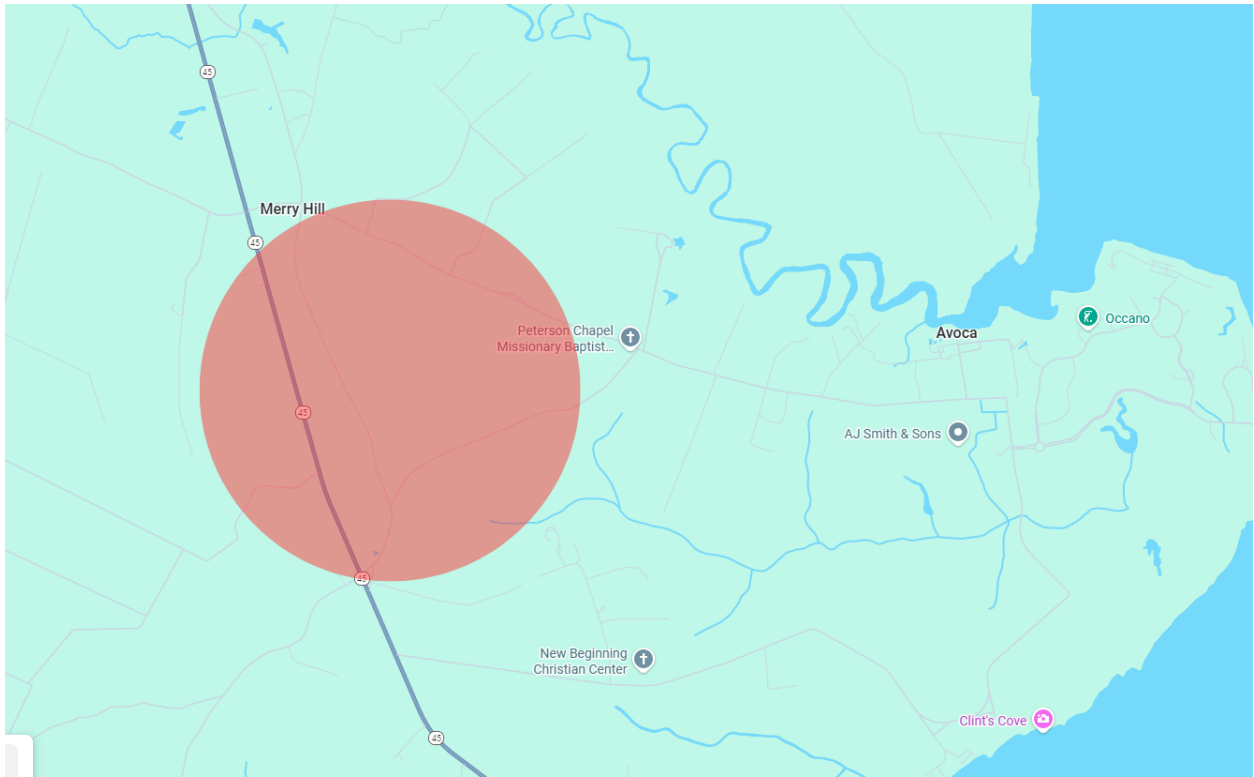 45
Merry Hill
45
Occano
Avoca
Peterson Chapel
Missionary Baptist...
45
AJ Smith & Sons
45
New Beginning
Christian Center
Clint's Cove
45